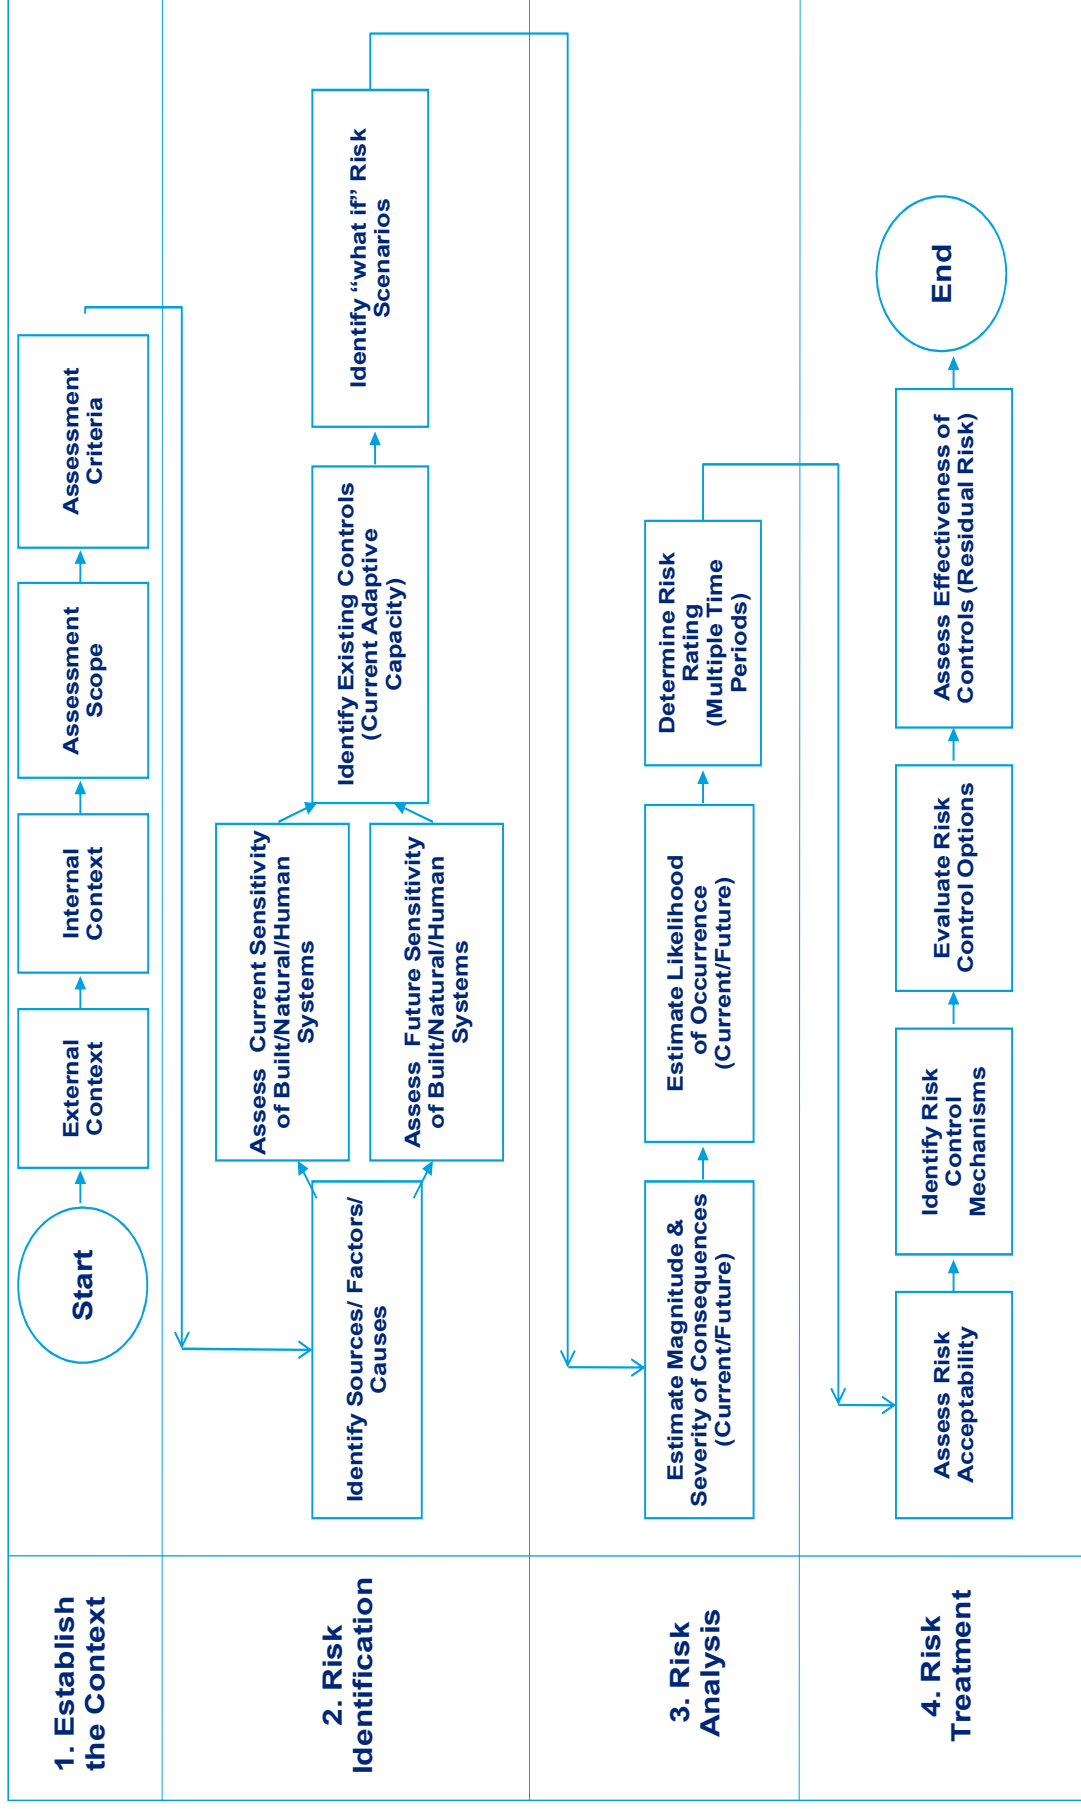 1. Establish
the Context
Start
External
Context
Internal
Context
Assessment
Scope
Assessment
Criteria
2. Risk
Identification
Identify Sources/ Factors/
Causes
Assess  Current Sensitivity
of Built/Natural/Human
Systems
Assess  Future Sensitivity
of Built/Natural/Human
Systems
Identify Existing Controls
(Current Adaptive
Capacity)
Identify “what if” Risk
Scenarios
3. Risk
Analysis
Estimate Magnitude &
Severity of Consequences
(Current/Future)
Estimate Likelihood
of Occurrence
(Current/Future)
Determine Risk
Rating
(Multiple Time
Periods)
4. Risk
Treatment
Assess Risk
Acceptability
Identify Risk
Control
Mechanisms
Evaluate Risk
Control Options
Assess Effectiveness of
Controls (Residual Risk)
End